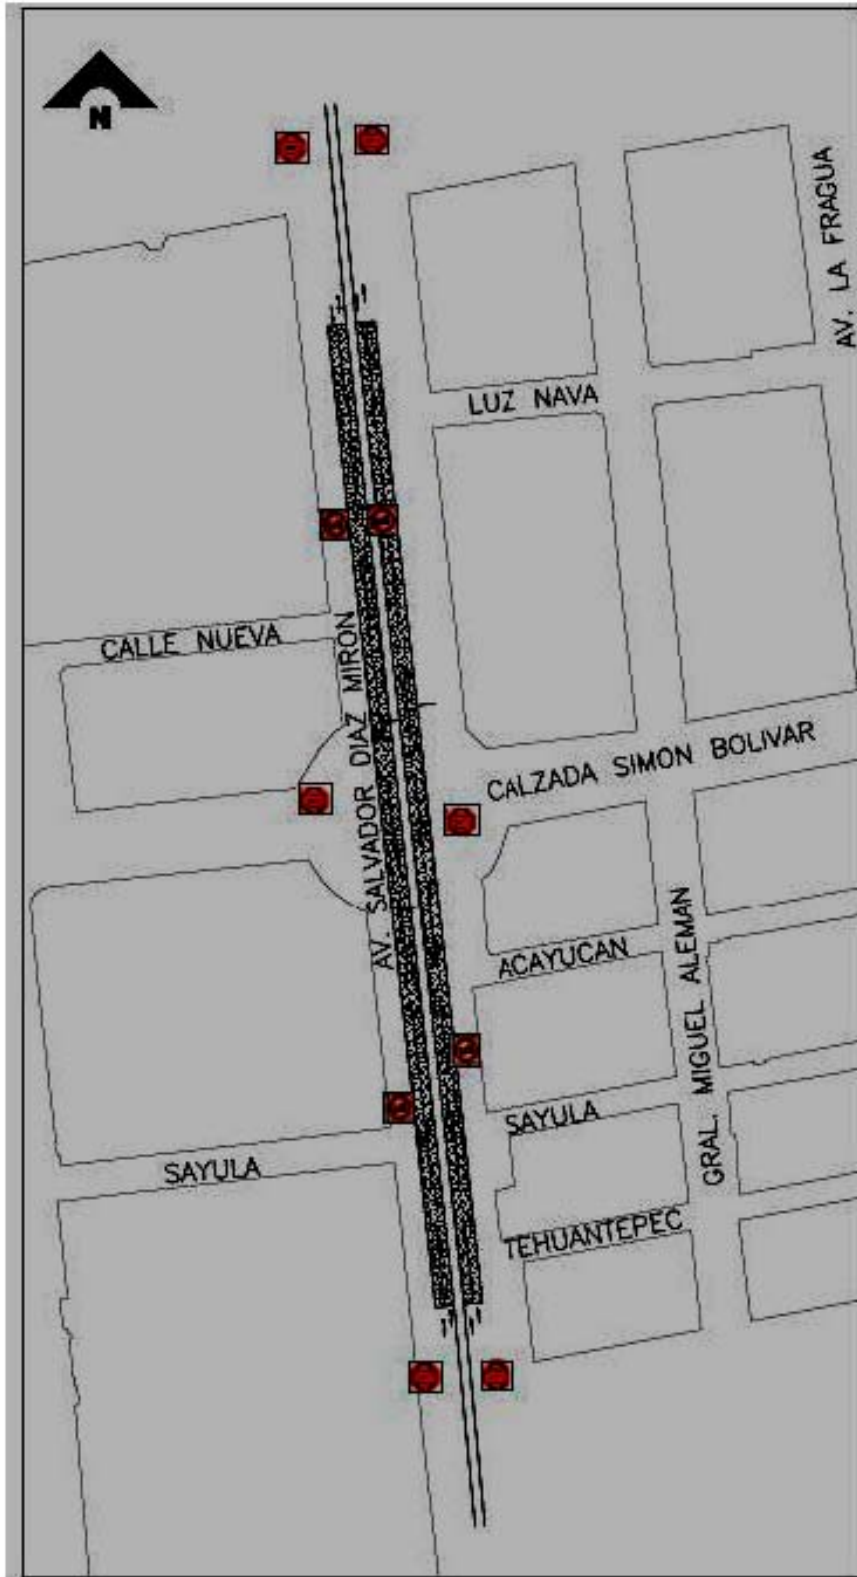 N
AV. LA FRAGUA
LUZ NAVA
CALLE NUEVA
AV. SALVADOR DIAZ MIRON
CALZADA SIMON BOLIVAR
ACAYUCAN
GRAL. MIGUEL ALEMAN
SAYULA
SAYULA
TEHUANTEPEC